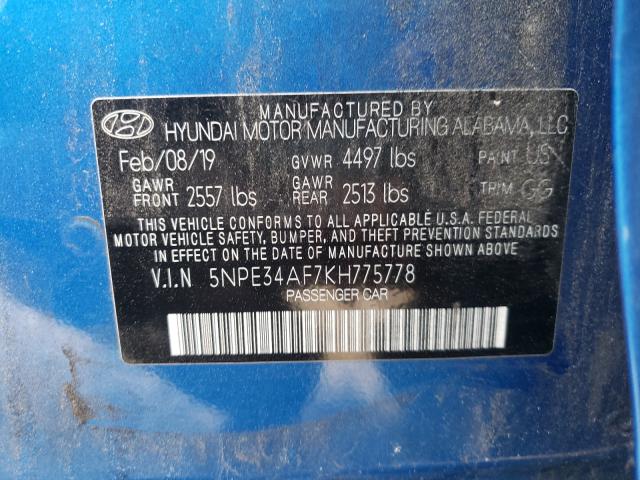 MANUFACTURED BY
HYUNDAI MOTOR MANUFACTURING ALABAMA, LLC
Feb/08/19 GVWR 4497 lbs PAINT
GAWR FRONT 2557 lbs GAWR REAR 2513 lbs TRIM GG
THIS VEHICLE CONFORMS TO ALL APPLICABLE U.S.A. FEDERAL
MOTOR VEHICLE SAFETY, BUMPER, AND THEFT PREVENTION STANDARDS
IN EFFECT ON THE DATE OF MANUFACTURE SHOWN ABOVE
V.I.N 5NPE34AF7KH775778
PASSENGER CAR